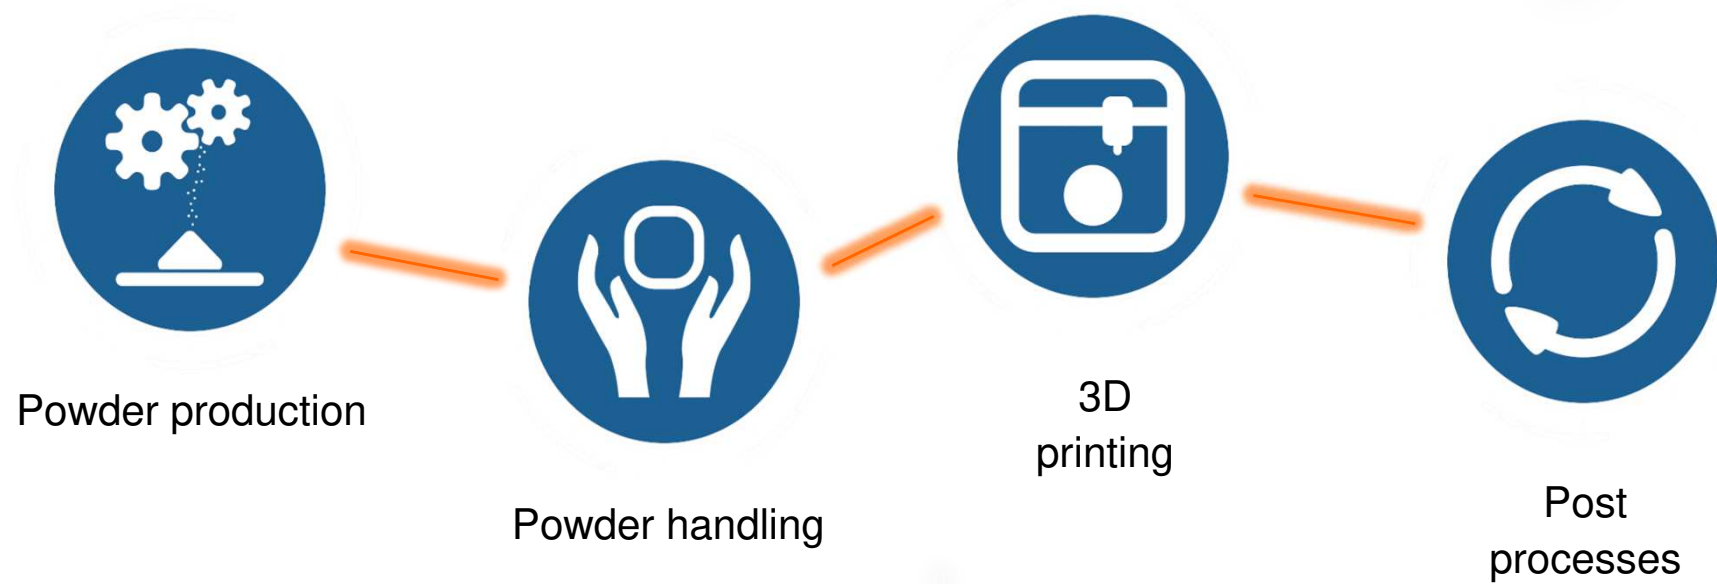 Powder production
Powder handling
3D
printing
Post
processes